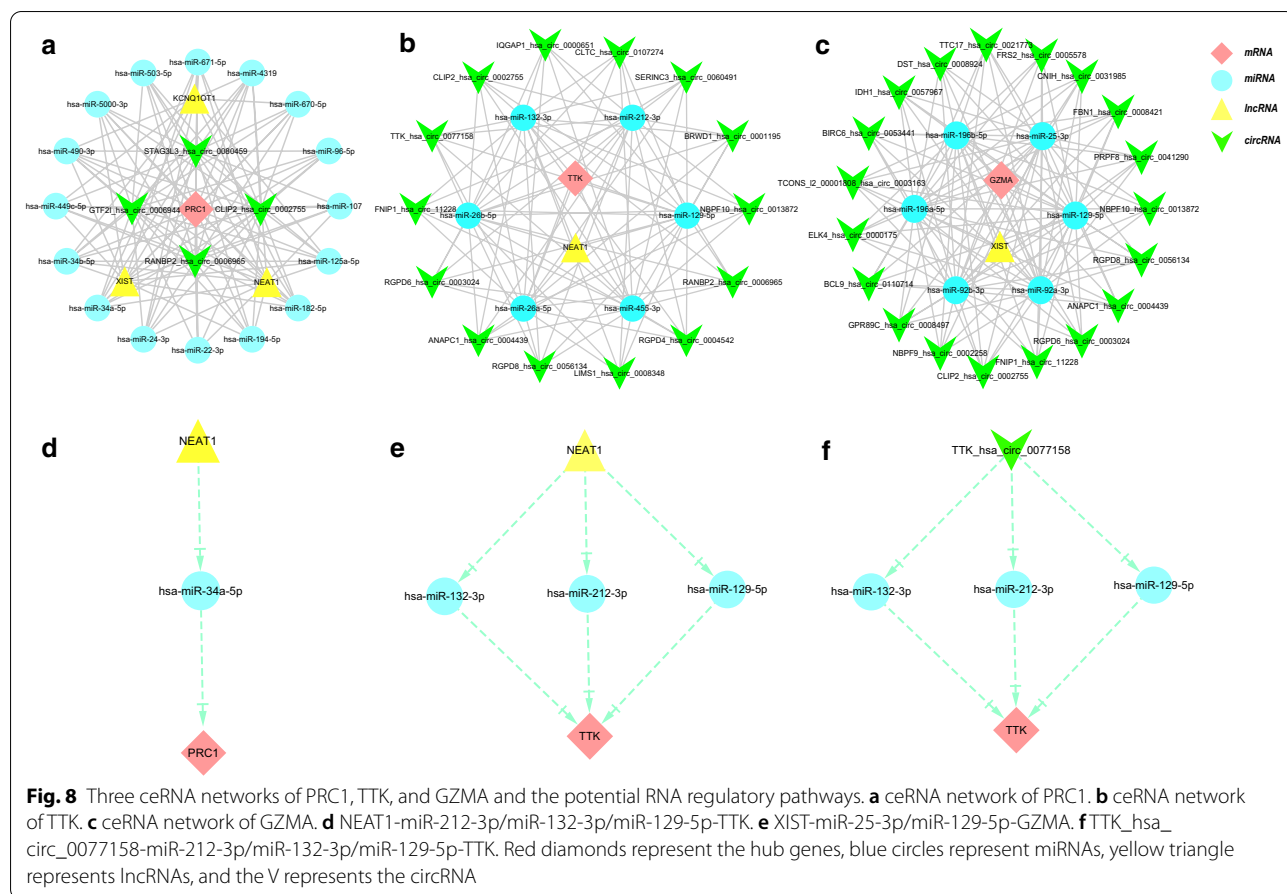 a
hsa-miR-671-5p
hsa-miR-503-5p
hsa-miR-4319
KCNQ1OT1
hsa-miR-5000-3p
hsa-miR-670-5p
hsa-miR-490-3p
STAG3L3_hsa_circ_0080459
hsa-miR-96-5p
hsa-miR-449c-5p
GTF2I_hsa_circ_0006944
PRC1
CLIP2_hsa_circ_0002755
hsa-miR-107
hsa-miR-34b-5p
RANBP2_hsa_circ_0006965
hsa-miR-125a-5p
XIST
NEAT1
hsa-miR-34a-5p
hsa-miR-182-5p
hsa-miR-24-3p
hsa-miR-194-5p
hsa-miR-22-3p
b
IQGAP1_hsa_circ_0000651
CLTC_hsa_circ_0107274
CLIP2_hsa_circ_0002755
SERINC3_hsa_circ_0060491
hsa-miR-132-3p
hsa-miR-212-3p
TTK_hsa_circ_0077158
BRWD1_hsa_circ_0001195
TTK
FNIP1_hsa_circ_11228
hsa-miR-26b-5p
hsa-miR-129-5p
NBPF10_hsa_circ_0013872
NEAT1
RGPD6_hsa_circ_0003024
RANBP2_hsa_circ_0006965
hsa-miR-26a-5p
hsa-miR-455-3p
ANAPC1_hsa_circ_0004439
RGPD4_hsa_circ_0004542
RGPD8_hsa_circ_0056134
LIMS1_hsa_circ_0008348
c
TTC17_hsa_circ_0021773
DST_hsa_circ_0008924
FRS2_hsa_circ_0005578
IDH1_hsa_circ_0057967
CNIH_hsa_circ_0031985
BIRC6_hsa_circ_0053441
FBN1_hsa_circ_0008421
hsa-miR-196b-5p
hsa-miR-25-3p
PRPF8_hsa_circ_0041290
TCONS_l2_00001808_hsa_circ_0003163
GZMA
hsa-miR-196a-5p
hsa-miR-129-5p
NBPF10_hsa_circ_0013872
ELK4_hsa_circ_0000175
XIST
RGPD8_hsa_circ_0056134
BCL9_hsa_circ_0110714
hsa-miR-92b-3p
hsa-miR-92a-3p
ANAPC1_hsa_circ_0004439
GPR89C_hsa_circ_0008497
RGPD6_hsa_circ_0003024
NBPF9_hsa_circ_0002258
FNIP1_hsa_circ_11228
CLIP2_hsa_circ_0002755
mRNA
miRNA
lncRNA
circRNA
d
NEAT1
hsa-miR-34a-5p
PRC1
e
NEAT1
hsa-miR-132-3p
hsa-miR-212-3p
hsa-miR-129-5p
TTK
f
TTK_hsa_circ_0077158
hsa-miR-132-3p
hsa-miR-213-3p
hsa-miR-129-5p
TTK
Fig. 8 Three ceRNA networks of PRC1, TTK, and GZMA and the potential RNA regulatory pathways. a ceRNA network of PRC1. b ceRNA network
of TTK. c ceRNA network of GZMA. d NEAT1-miR-212-3p/miR-132-3p/miR-129-5p-TTK. e XIST-miR-25-3p/miR-129-5p-GZMA. f TTK_hsa_
circ_0077158-miR-212-3p/miR-132-3p/miR-129-5p-TTK. Red diamonds represent the hub genes, blue circles represent miRNAs, yellow triangle
represents lncRNAs, and the V represents the circRNA